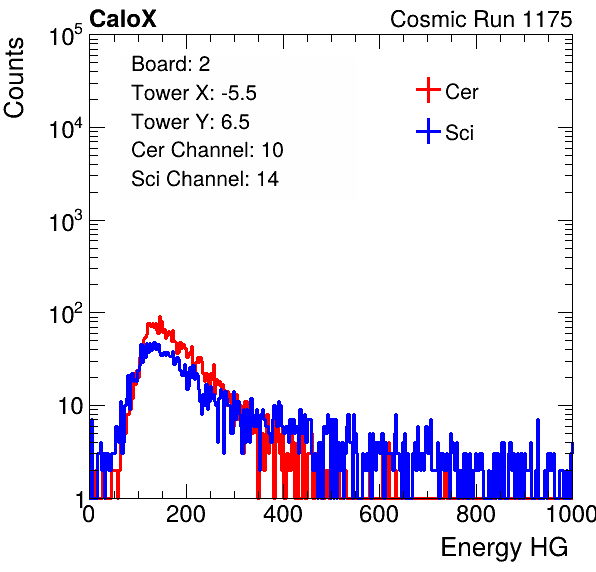 CaloX Cosmic Run 1175
Counts
Board: 2
Tower X: -5.5
Tower Y: 6.5
Cer Channel: 10
Sci Channel: 14
Cer
Sci
10^5
10^4
10^3
10^2
10
1
0 200 400 600 800 1000
Energy HG